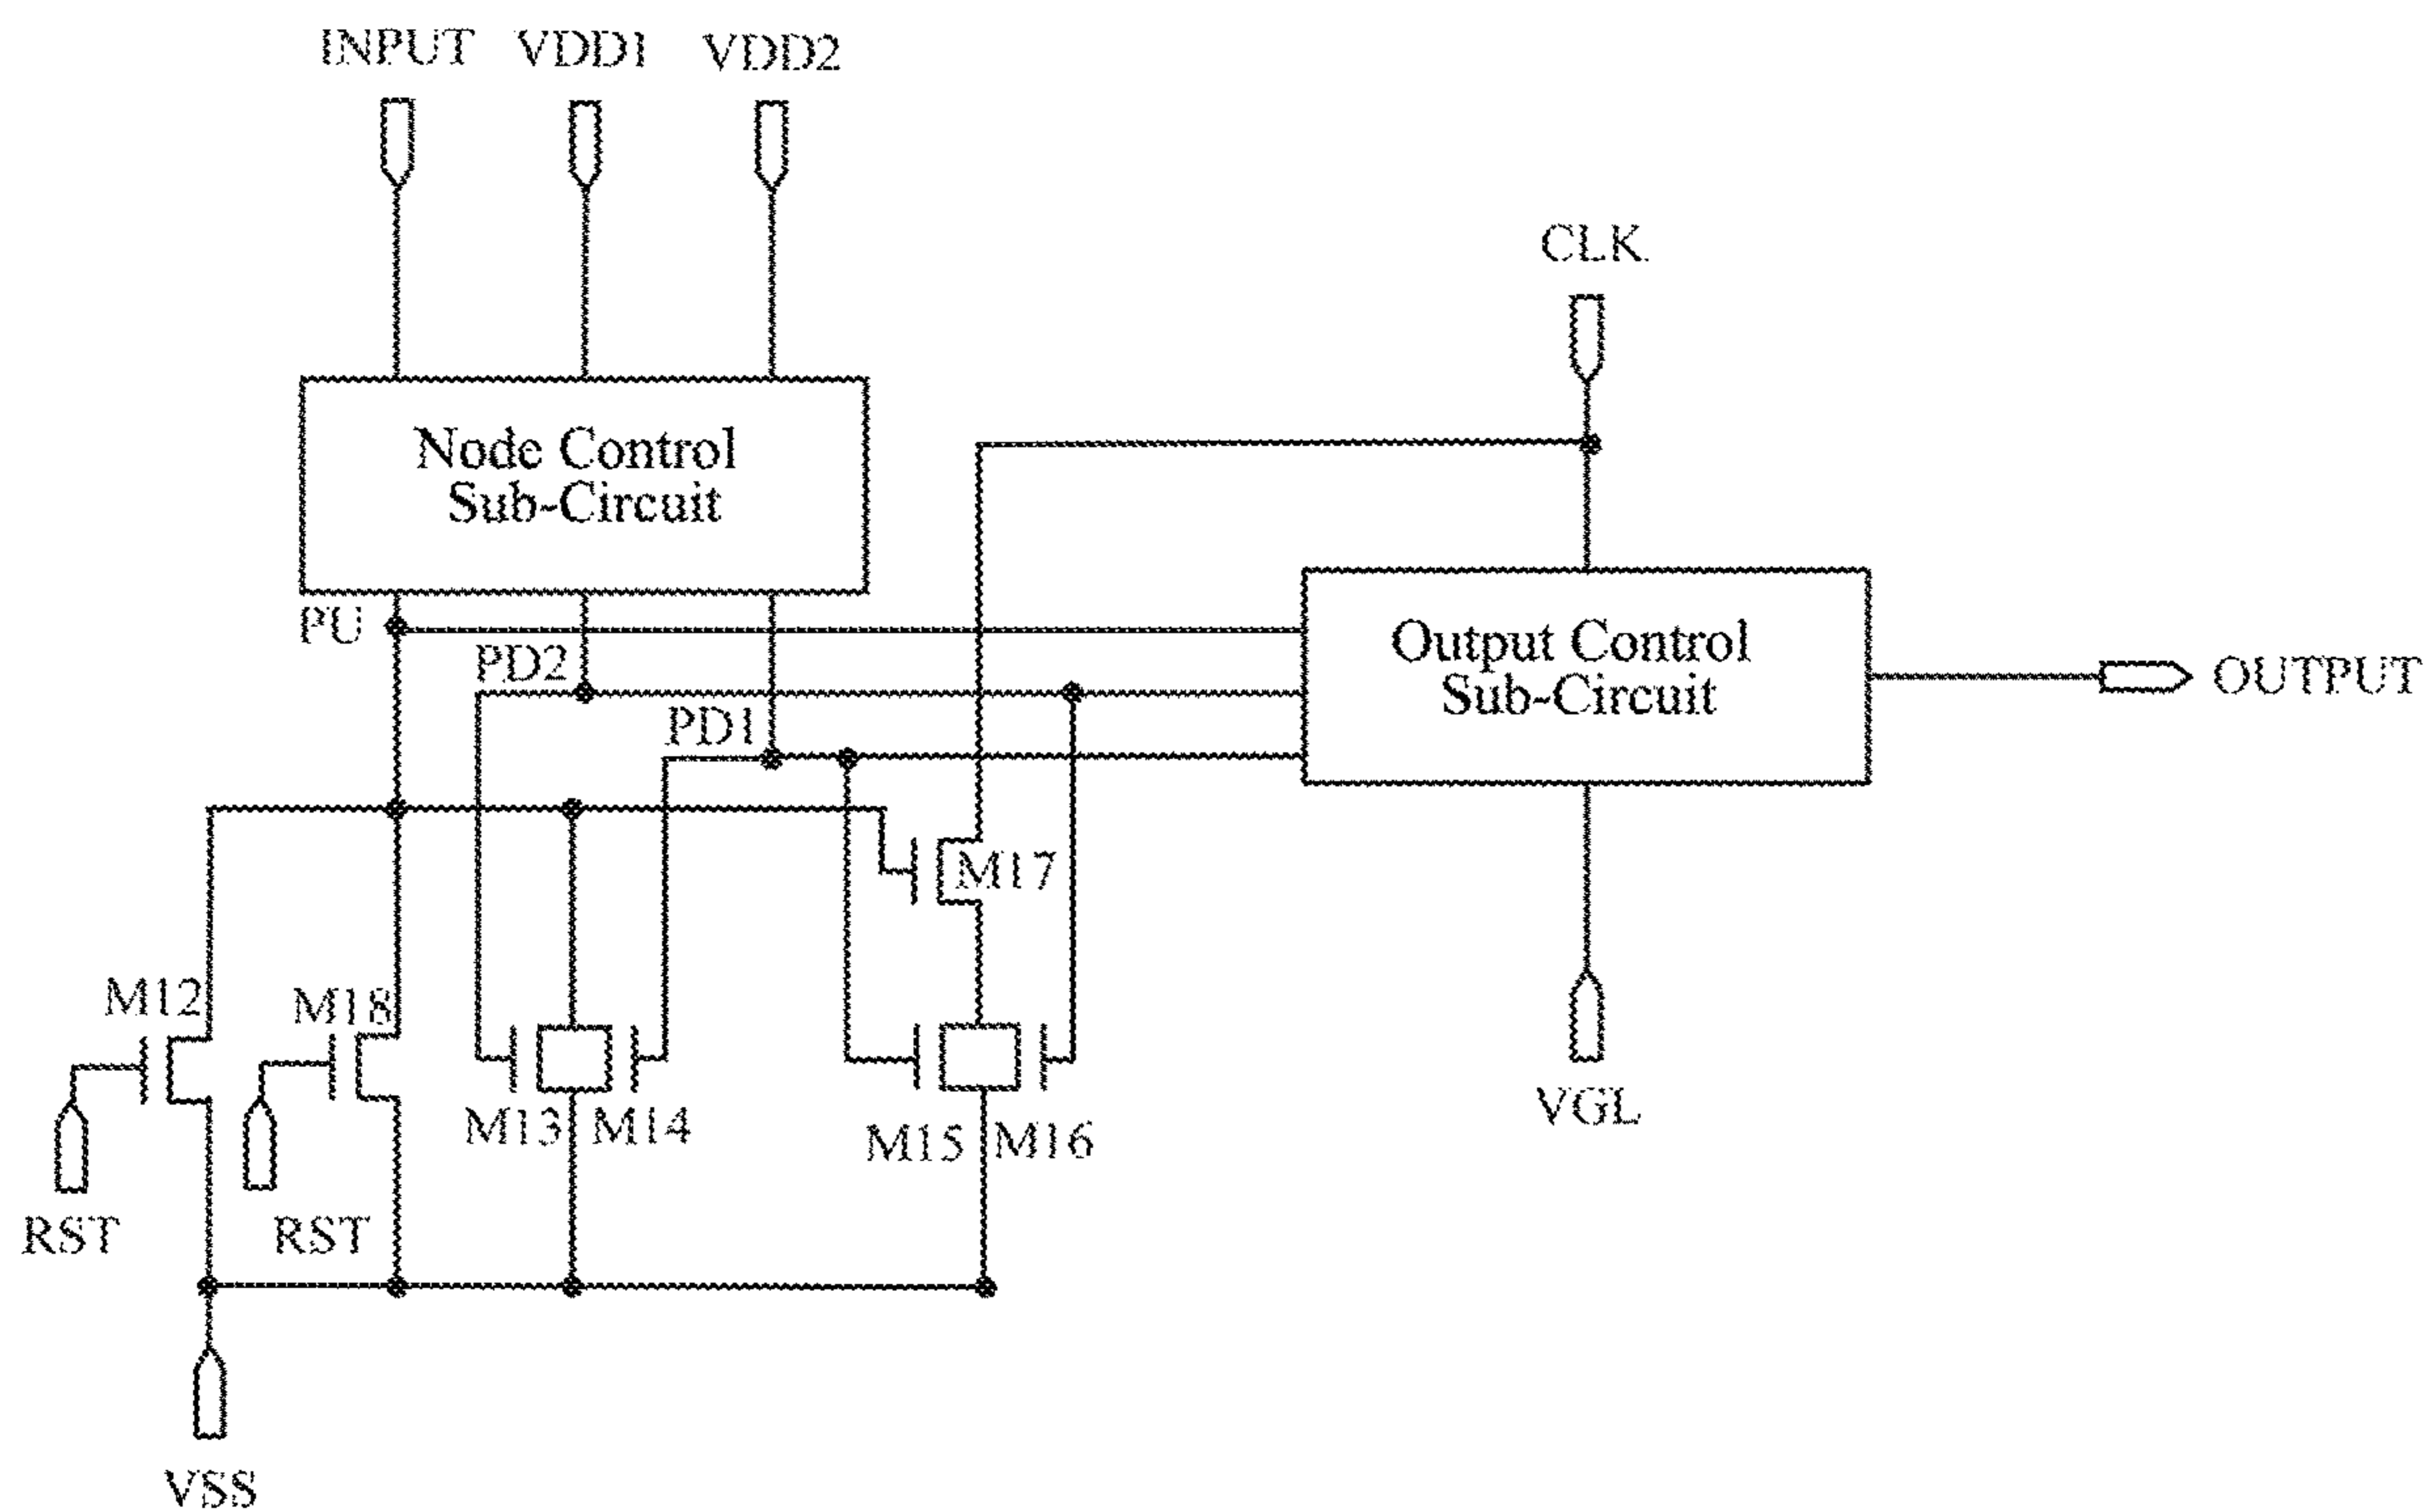 INPUT VDD1 VDD2
CLK
Node Control
Sub-Circuit
PU
Output Control
Sub-Circuit
PD2
OUTPUT
PD1
M17
M12
M18
M13 M14
M15 M16
VGL
RST
RST
VSS